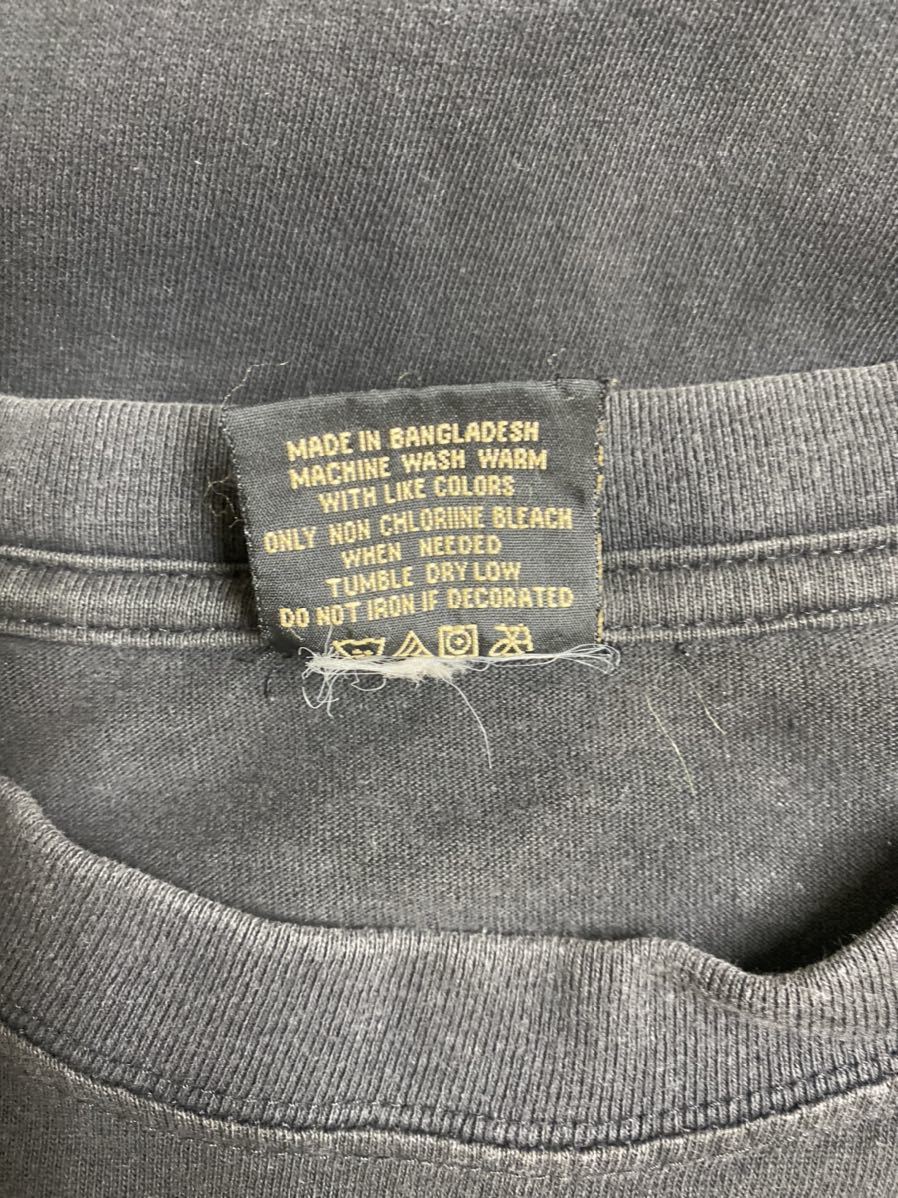 MADE IN BANGLADESH
MACHINE WASH WARM
WITH LIKE COLORS
ONLY NON CHLORIINE BLEACH
WHEN NEEDED
TUMBLE DRY LOW
DO NOT IRON IF DECORATED